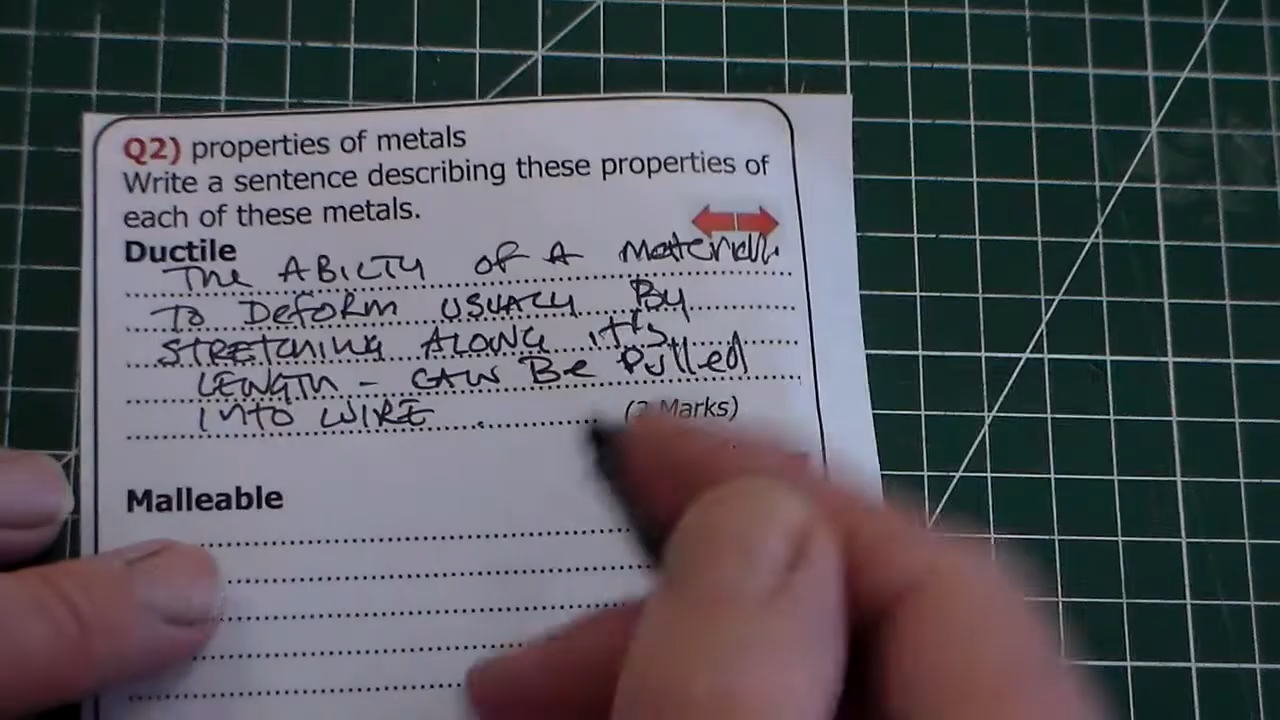 Q2) properties of metals
Write a sentence describing these properties of
each of these metals.
Ductile
The ABILTY of A Material
To DeFORM USUALLY By
STRETCHING ALONG it's
LENGTH - CAN Be Pulled
INTO WIRE .
Marks)
Malleable